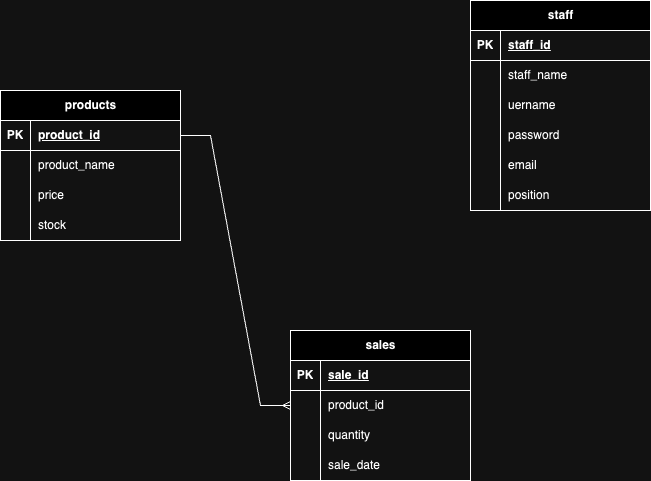 staff
PK staff_id
staff_name
uername
password
email
position
products
PK product_id
product_name
price
stock
sales
PK sale_id
product_id
quantity
sale_date